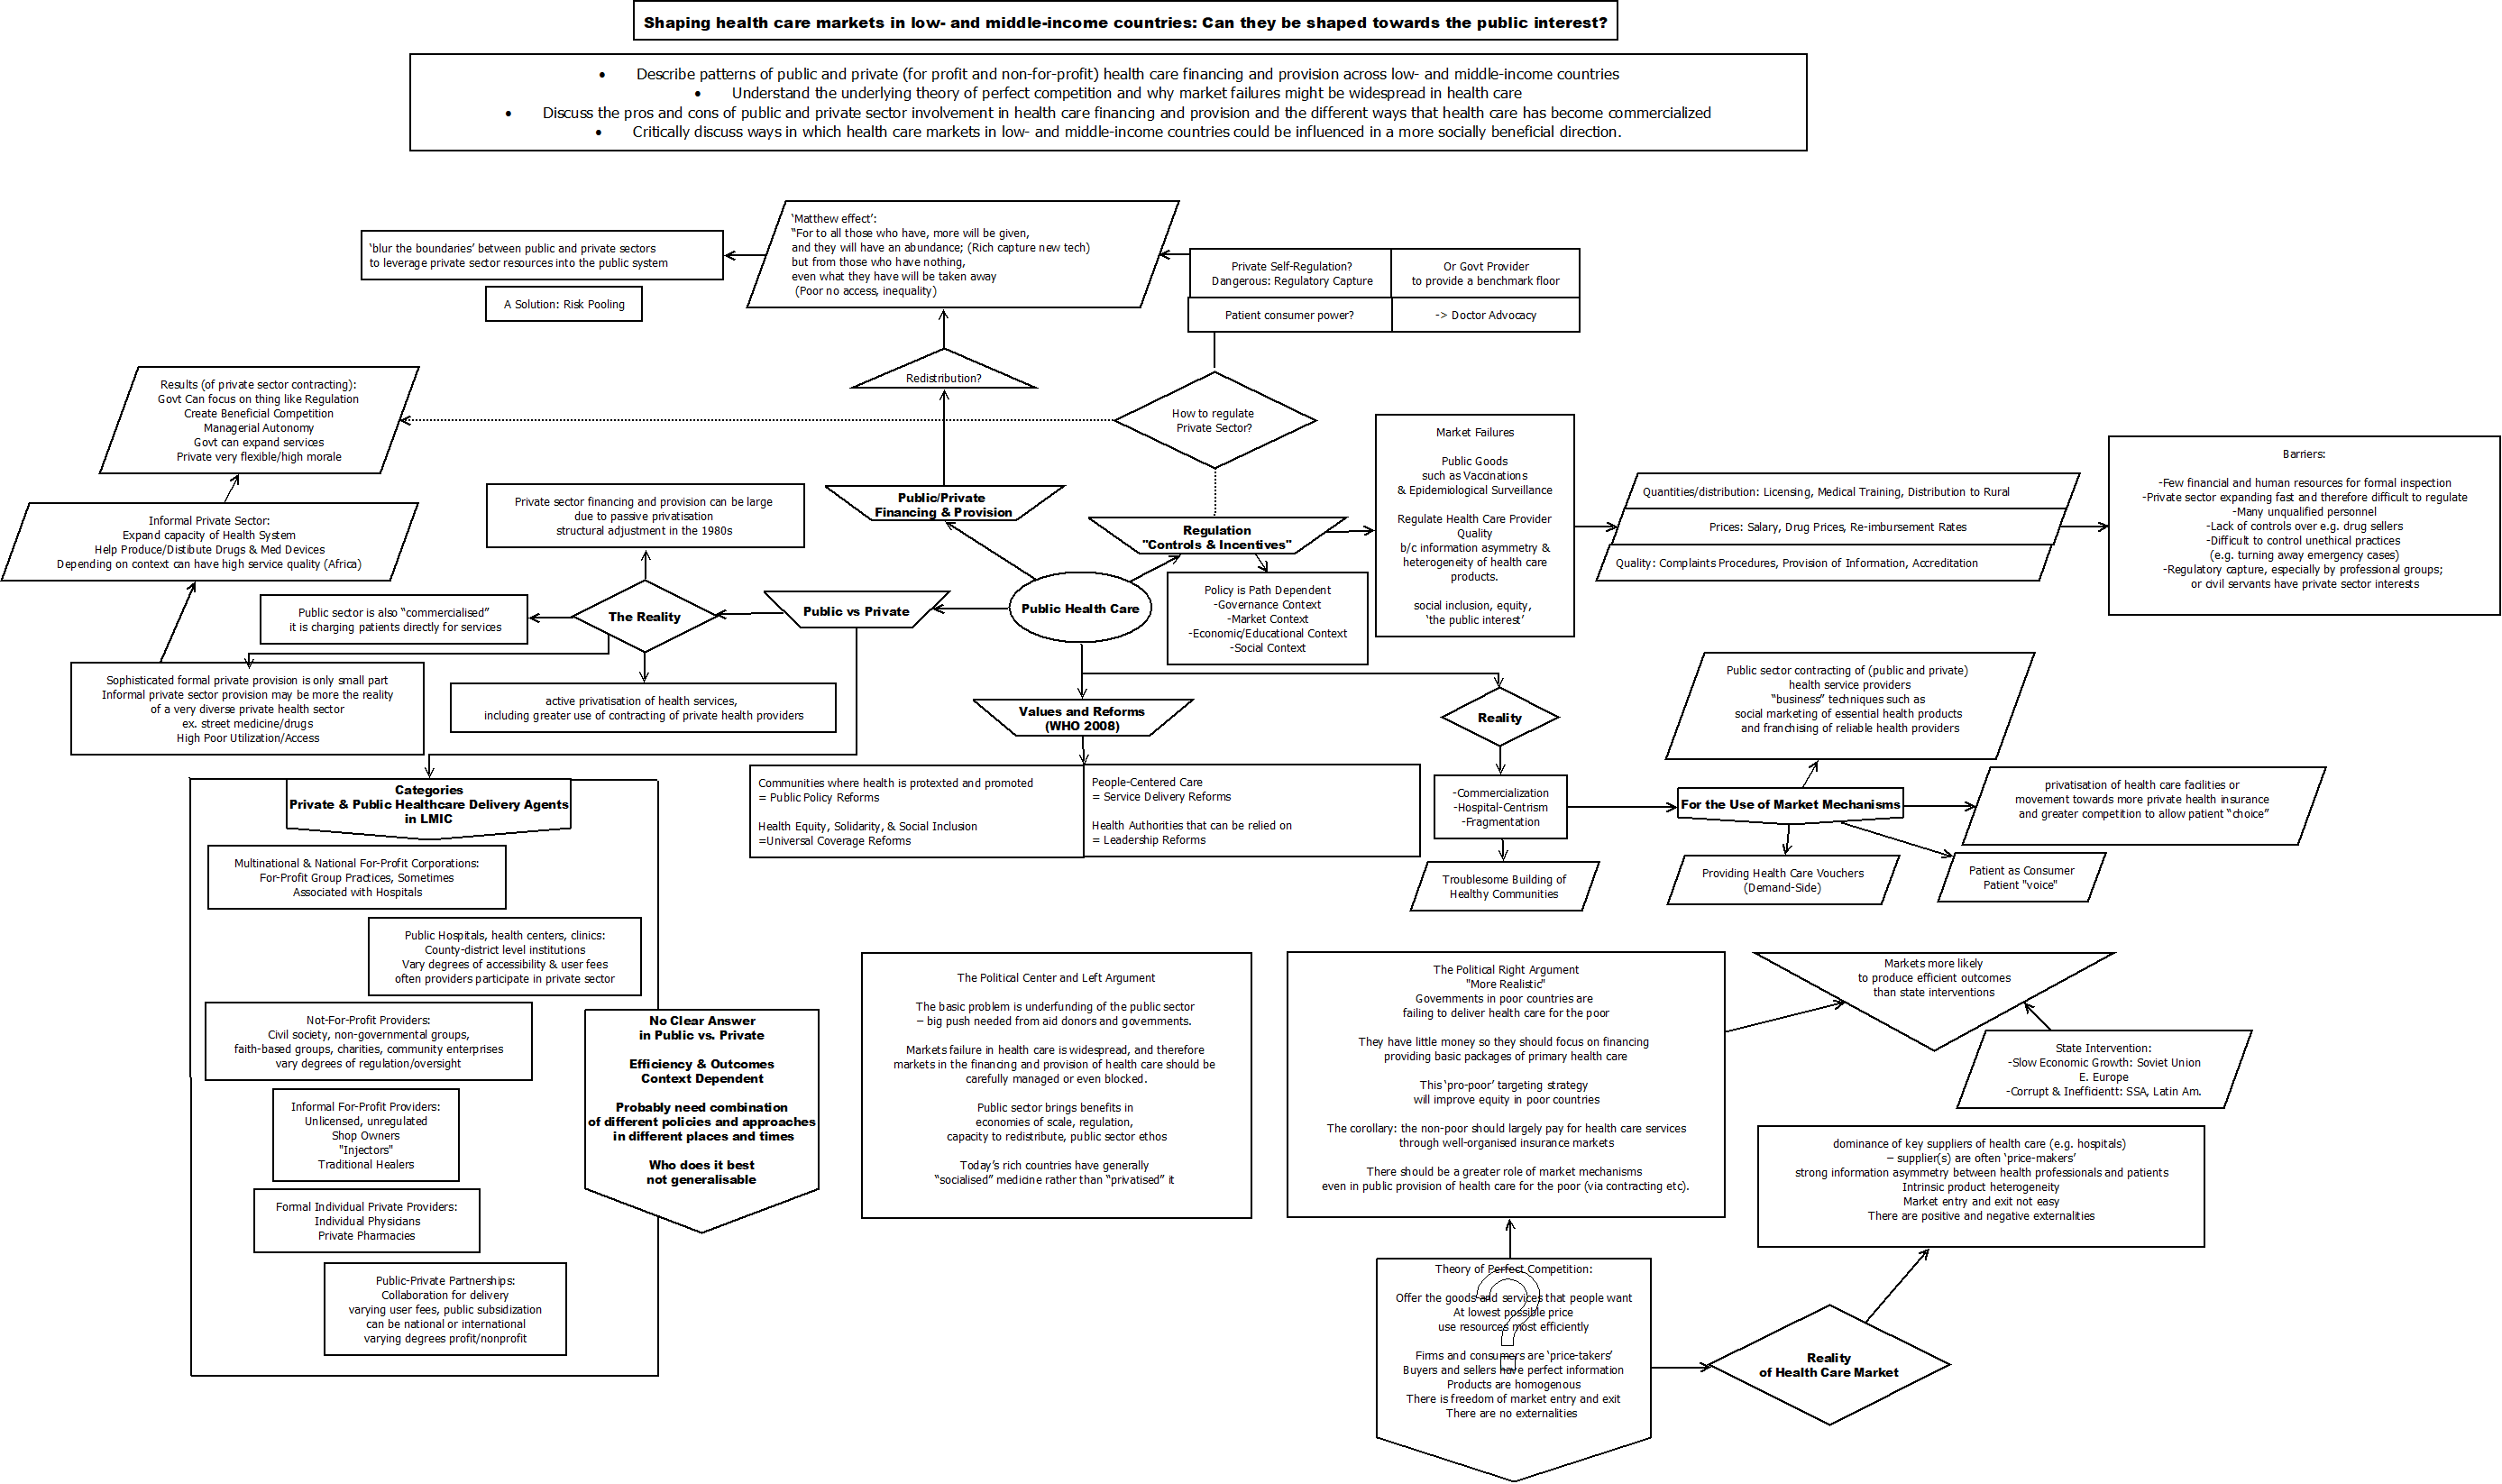 Shaping health care markets in low- and middle-income countries: Can they be shaped towards the public interest?
• Describe patterns of public and private (for profit and non-for-profit) health care financing and provision across low- and middle-income countries
• Understand the underlying theory of perfect competition and why market failures might be widespread in health care
• Discuss the pros and cons of public and private sector involvement in health care financing and provision and the different ways that health care has become commercialized
• Critically discuss ways in which health care markets in low- and middle-income countries could be influenced in a more socially beneficial direction.
‘blur the boundaries’ between public and private sectors
to leverage private sector resources into the public system
A Solution: Risk Pooling
‘Matthew effect’:
“For to all those who have, more will be given,
and they will have an abundance; (Rich capture new tech)
but from those who have nothing,
even what they have will be taken away
(Poor no access, inequality)
Private Self-Regulation?
Dangerous: Regulatory Capture
Or Govt Provider
to provide a benchmark floor
Patient consumer power?
-> Doctor Advocacy
Redistribution?
How to regulate
Private Sector?
Results (of private sector contracting):
Govt Can focus on thing like Regulation
Create Beneficial Competition
Managerial Autonomy
Govt can expand services
Private very flexible/high morale
Informal Private Sector:
Expand capacity of Health System
Help Produce/Distibute Drugs & Med Devices
Depending on context can have high service quality (Africa)
Private sector financing and provision can be large
due to passive privatisation
structural adjustment in the 1980s
Public/Private
Financing & Provision
Regulation
"Controls & Incentives"
Market Failures
Public Goods
such as Vaccinations
& Epidemiological Surveillance
Regulate Health Care Provider
Quality
b/c information asymmetry &
heterogeneity of health care
products.
social inclusion, equity,
‘the public interest’
Quantities/distribution: Licensing, Medical Training, Distribution to Rural
Prices: Salary, Drug Prices, Re-imbursement Rates
Quality: Complaints Procedures, Provision of Information, Accreditation
Barriers:
-Few financial and human resources for formal inspection
-Private sector expanding fast and therefore difficult to regulate
-Many unqualified personnel
-Lack of controls over e.g. drug sellers
-Difficult to control unethical practices
(e.g. turning away emergency cases)
-Regulatory capture, especially by professional groups;
or civil servants have private sector interests
Public sector is also “commercialised”
it is charging patients directly for services
The Reality
Public vs Private
Public Health Care
Policy is Path Dependent
-Governance Context
-Market Context
-Economic/Educational Context
-Social Context
Sophisticated formal private provision is only small part
Informal private sector provision may be more the reality
of a very diverse private health sector
ex. street medicine/drugs
High Poor Utilization/Access
active privatisation of health services,
including greater use of contracting of private health providers
Values and Reforms
(WHO 2008)
Reality
Public sector contracting of (public and private)
health service providers
“business” techniques such as
social marketing of essential health products
and franchising of reliable health providers
Communities where health is protexted and promoted
= Public Policy Reforms
Health Equity, Solidarity, & Social Inclusion
=Universal Coverage Reforms
People-Centered Care
= Service Delivery Reforms
Health Authorities that can be relied on
= Leadership Reforms
-Commercialization
-Hospital-Centrism
-Fragmentation
For the Use of Market Mechanisms
privatisation of health care facilities or
movement towards more private health insurance
and greater competition to allow patient “choice”
Troublesome Building of
Healthy Communities
Providing Health Care Vouchers
(Demand-Side)
Patient as Consumer
Patient "voice"
Categories
Private & Public Healthcare Delivery Agents
in LMIC
Multinational & National For-Profit Corporations:
For-Profit Group Practices, Sometimes
Associated with Hospitals
Public Hospitals, health centers, clinics:
County-district level institutions
Vary degrees of accessibility & user fees
often providers participate in private sector
Not-For-Profit Providers:
Civil society, non-governmental groups,
faith-based groups, charities, community enterprises
vary degrees of regulation/oversight
Informal For-Profit Providers:
Unlicensed, unregulated
Shop Owners
"Injectors"
Traditional Healers
Formal Individual Private Providers:
Individual Physicians
Private Pharmacies
Public-Private Partnerships:
Collaboration for delivery
varying user fees, public subsidization
can be national or international
varying degrees profit/nonprofit
No Clear Answer
in Public vs. Private
Efficiency & Outcomes
Context Dependent
Probably need combination
of different policies and approaches
in different places and times
Who does it best
not generalisable
The Political Center and Left Argument
The basic problem is underfunding of the public sector
– big push needed from aid donors and governments.
Markets failure in health care is widespread, and therefore
markets in the financing and provision of health care should be
carefully managed or even blocked.
Public sector brings benefits in
economies of scale, regulation,
capacity to redistribute, public sector ethos
Today’s rich countries have generally
“socialised” medicine rather than “privatised” it
The Political Right Argument
"More Realistic"
Governments in poor countries are
failing to deliver health care for the poor
They have little money so they should focus on financing
providing basic packages of primary health care
This ‘pro-poor’ targeting strategy
will improve equity in poor countries
The corollary: the non-poor should largely pay for health care services
through well-organised insurance markets
There should be a greater role of market mechanisms
even in public provision of health care for the poor (via contracting etc).
Markets more likely
to produce efficient outcomes
than state interventions
State Intervention:
-Slow Economic Growth: Soviet Union
E. Europe
-Corrupt & Inefficientt: SSA, Latin Am.
dominance of key suppliers of health care (e.g. hospitals)
– supplier(s) are often ‘price-makers’
strong information asymmetry between health professionals and patients
Intrinsic product heterogeneity
Market entry and exit not easy
There are positive and negative externalities
Theory of Perfect Competition:
Offer the goods and services that people want
At lowest possible price
use resources most efficiently
Firms and consumers are ‘price-takers’
Buyers and sellers have perfect information
Products are homogenous
There is freedom of market entry and exit
There are no externalities
?
Reality
of Health Care Market